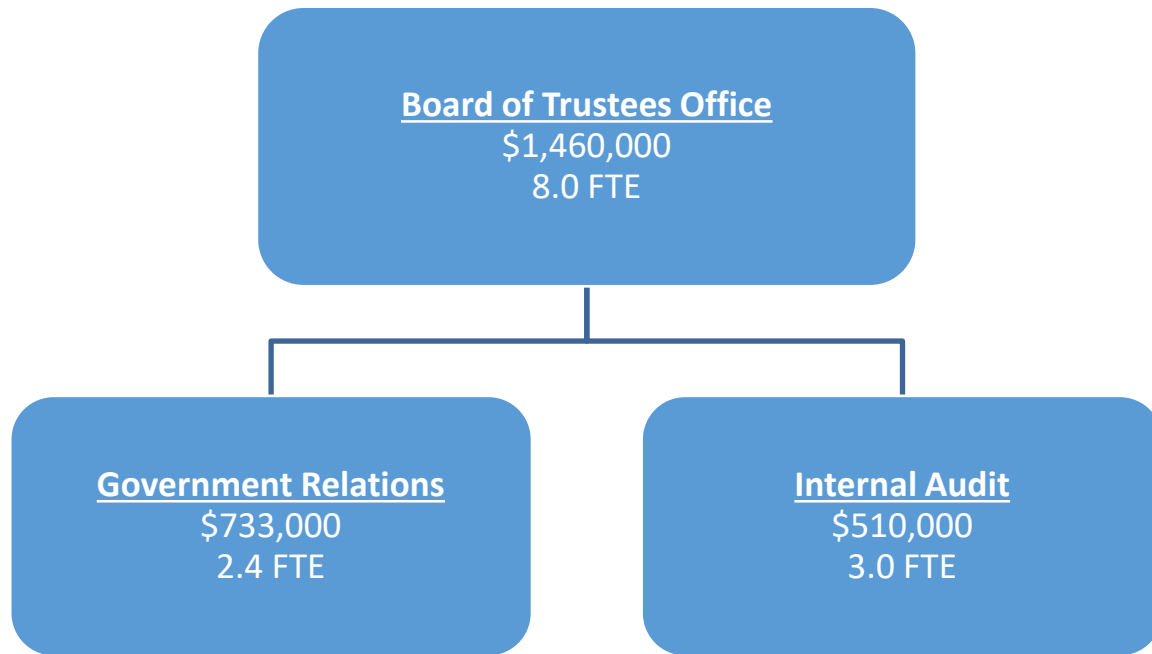 Board of Trustees Office
$1,460,000
8.0 FTE
Government Relations
$733,000
2.4 FTE
Internal Audit
$510,000
3.0 FTE